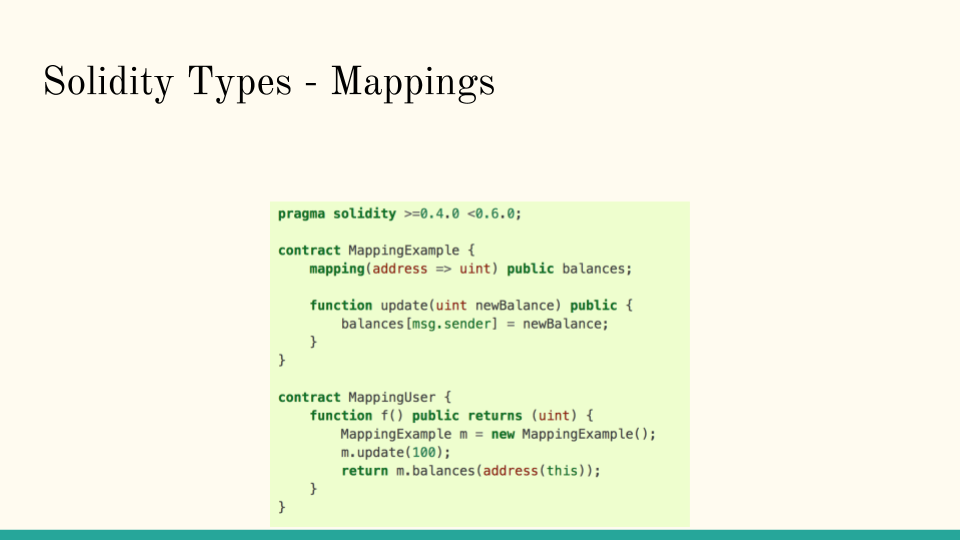 Solidity Types - Mappings
pragma solidity >=0.4.0 <0.6.0;
contract MappingExample {
mapping(address => uint) public balances;
function update(uint newBalance) public {
balances[msg.sender] = newBalance;
}
}
contract MappingUser {
function f() public returns (uint) {
MappingExample m = new MappingExample();
m.update(100);
return m.balances(address(this));
}
}